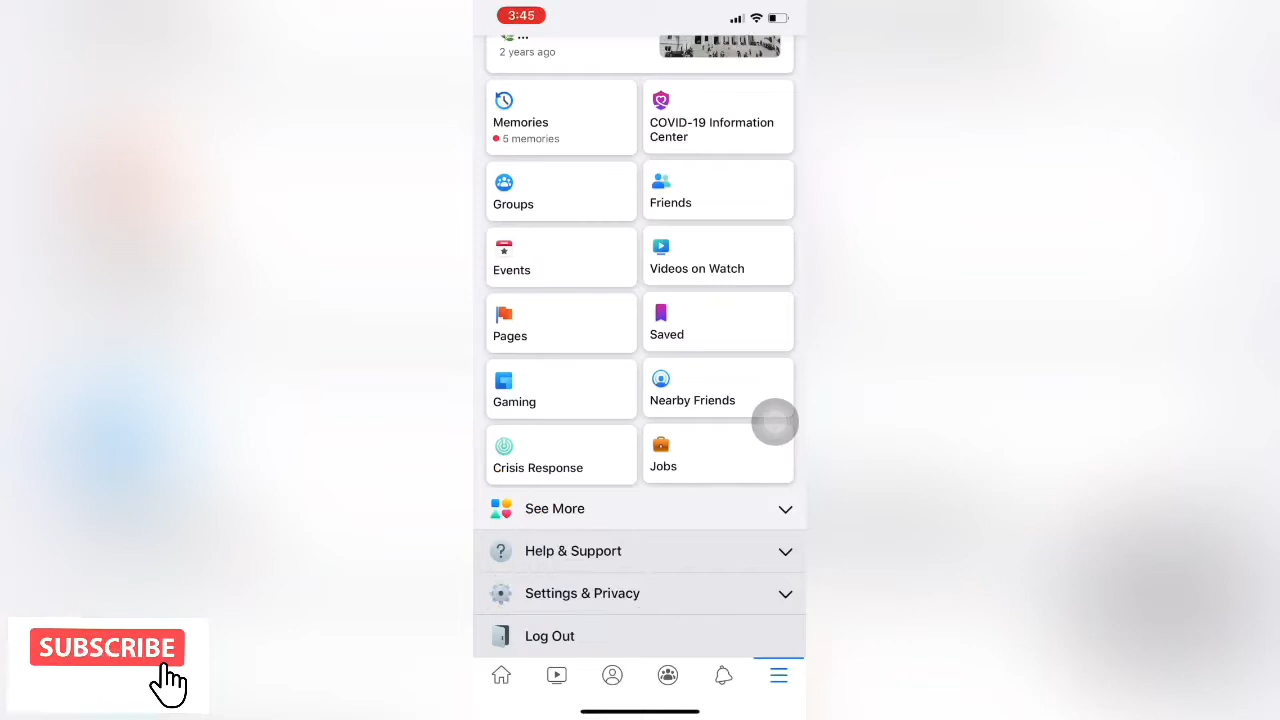 3:45
...
2 years ago
Memories
5 memories
COVID-19 Information
Center
Groups
Friends
Events
Videos on Watch
Pages
Saved
Gaming
Nearby Friends
Crisis Response
Jobs
See More
? Help & Support
Settings & Privacy
Log Out
SUBSCRIBE